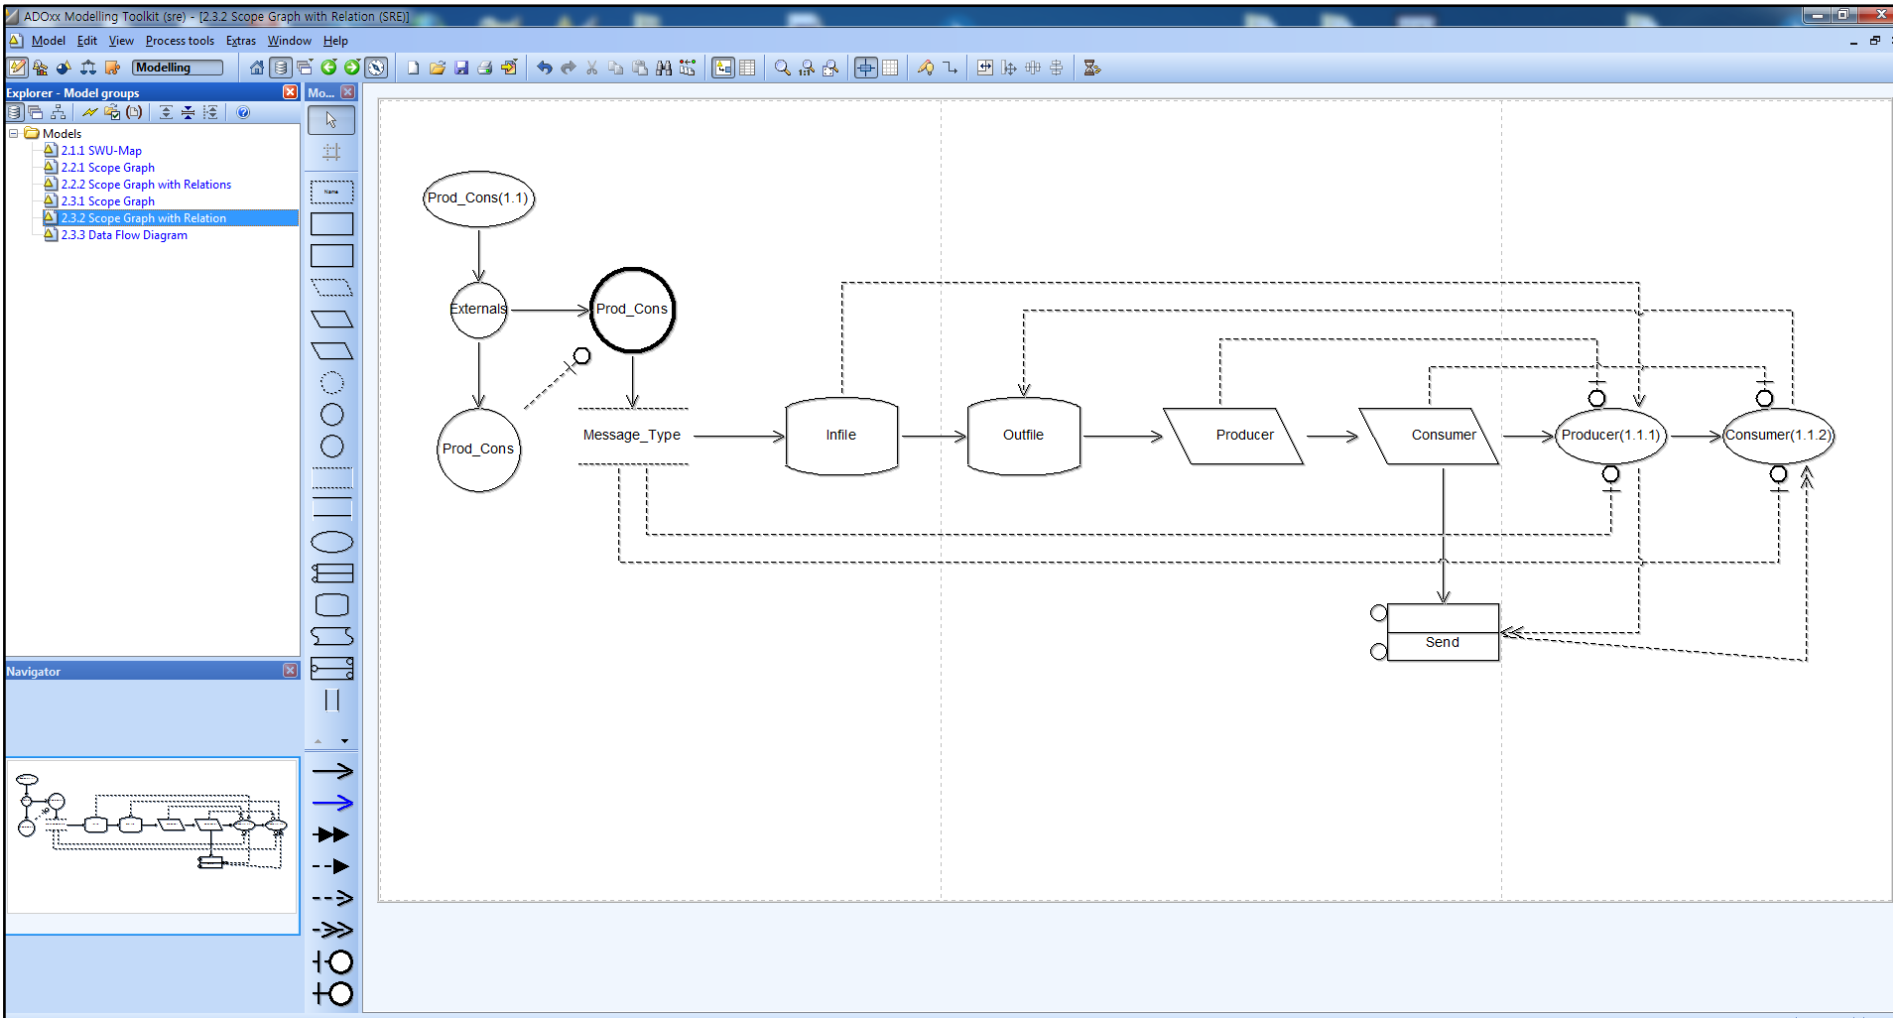 ADOxx Modelling Toolkit (sre) - [2.3.2 Scope Graph with Relation (SRE)]
Model Edit View Process tools Extras Window Help
Modelling
Explorer - Model groups
Mo...
Models
2.1.1 SWU-Map
2.2.1 Scope Graph
2.2.2 Scope Graph with Relations
2.3.1 Scope Graph
2.3.2 Scope Graph with Relation
2.3.3 Data Flow Diagram
Name
Prod_Cons(1.1)
Externals
Prod_Cons
Prod_Cons
Message_Type
Infile
Outfile
Producer
Consumer
Producer(1.1.1)
Consumer(1.1.2)
Send
Navigator